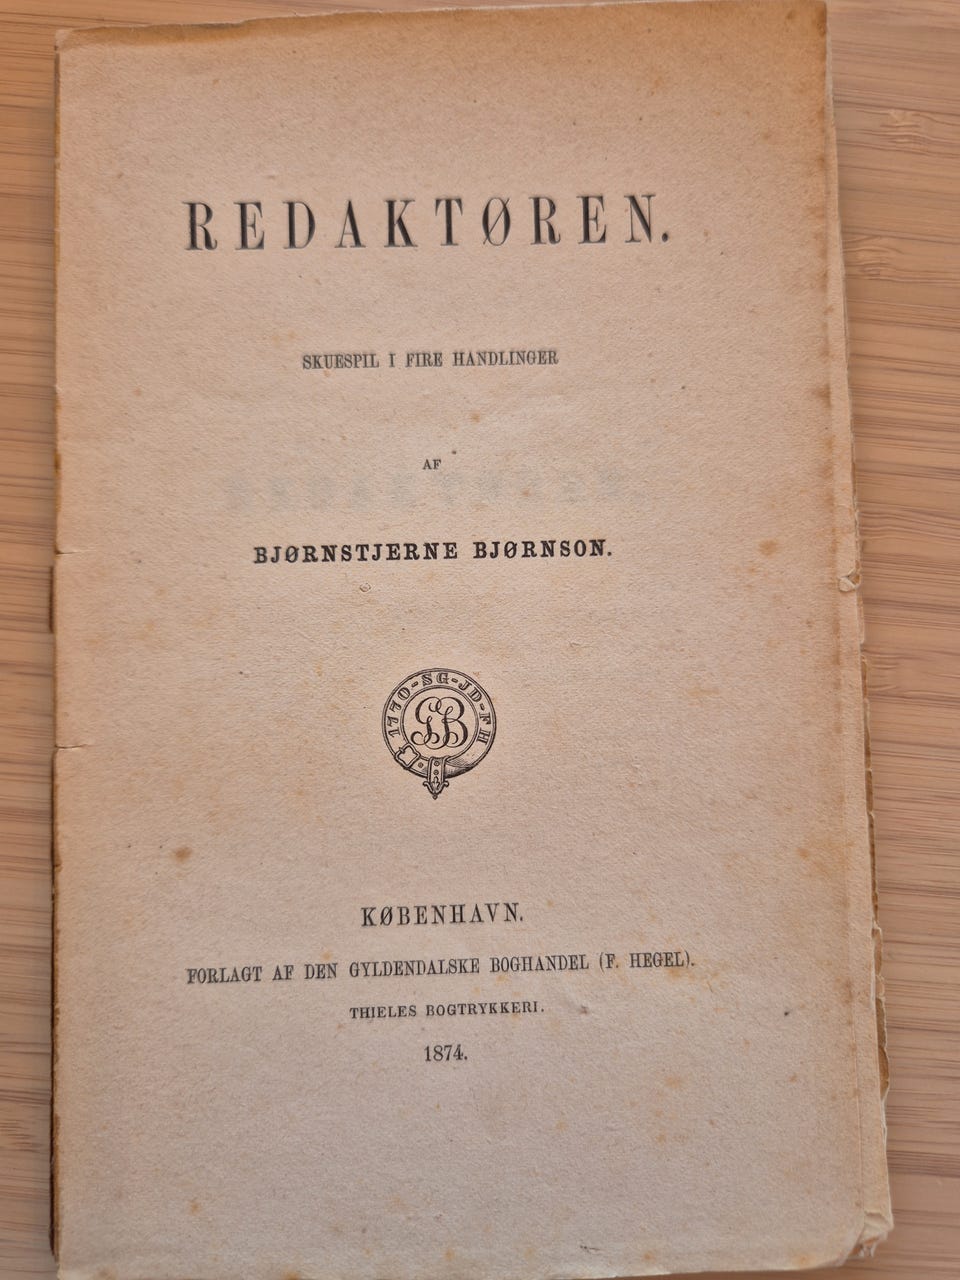 REDAKTØREN.
SKUESPIL I FIRE HANDLINGER
AF
BJØRNSTJERNE BJØRNSON.
1770-SG-JD-FH
GB
KØBENHAVN.
FORLAGT AF DEN GYLDENDALSKE BOGHANDEL (F. HEGEL).
THIELES BOGTRYKKERI.
1874.